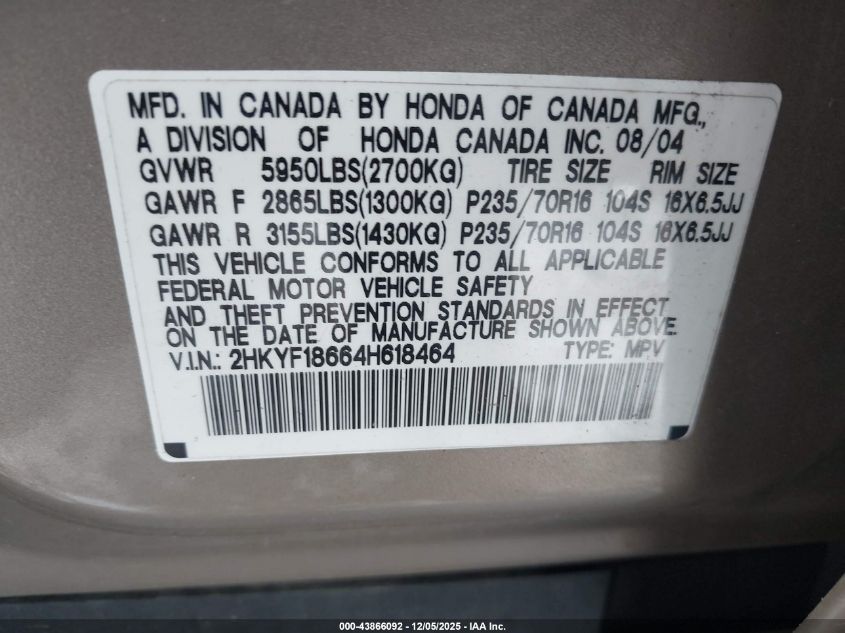 MFD. IN CANADA BY HONDA OF CANADA MFG.,
A DIVISION OF HONDA CANADA INC. 08/04
GVWR 5950LBS(2700KG) TIRE SIZE RIM SIZE
GAWR F 2865LBS(1300KG) P235/70R16 104S 16X6.5JJ
GAWR R 3155LBS(1430KG) P235/70R16 104S 16X6.5JJ
THIS VEHICLE CONFORMS TO ALL APPLICABLE
FEDERAL MOTOR VEHICLE SAFETY
AND THEFT PREVENTION STANDARDS IN EFFECT
ON THE DATE OF MANUFACTURE SHOWN ABOVE.
V.I.N.: 2HKYF18664H618464 TYPE: MPV
000-43866092 - 12/05/2025 - IAA Inc.